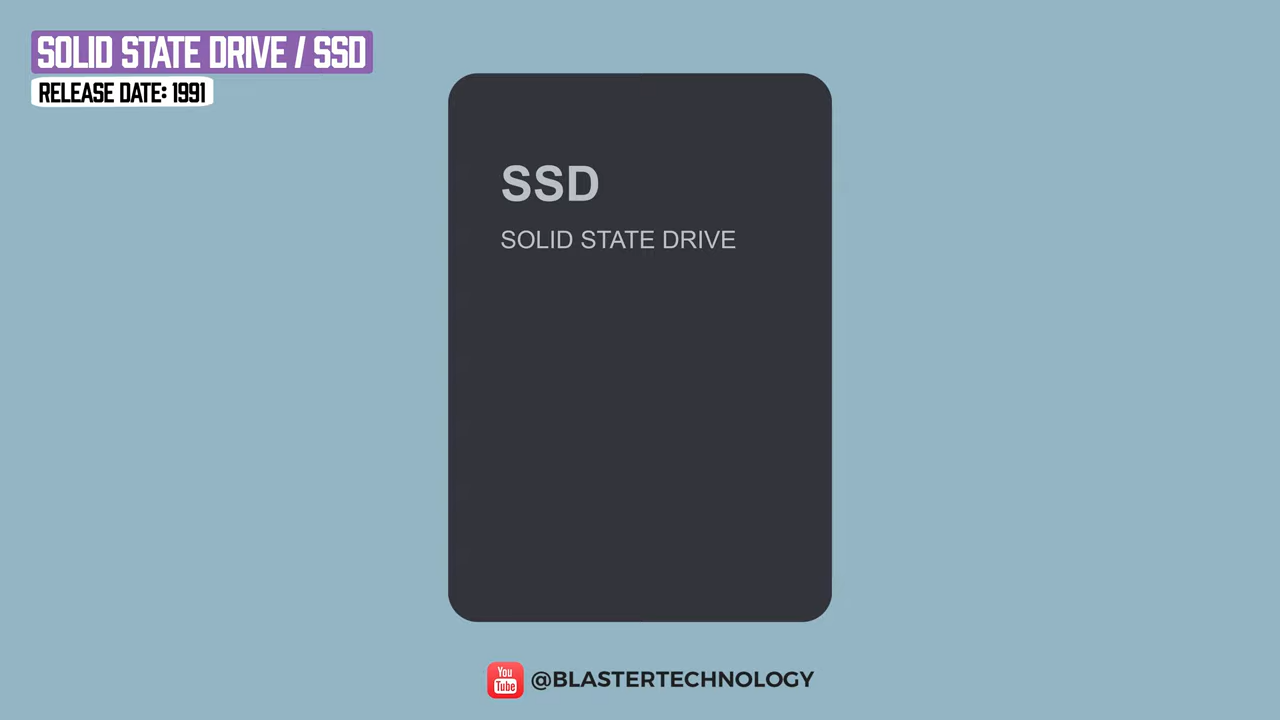 SOLID STATE DRIVE / SSD
RELEASE DATE: 1991
SSD
SOLID STATE DRIVE
You
Tube
@BLASTERTECHNOLOGY